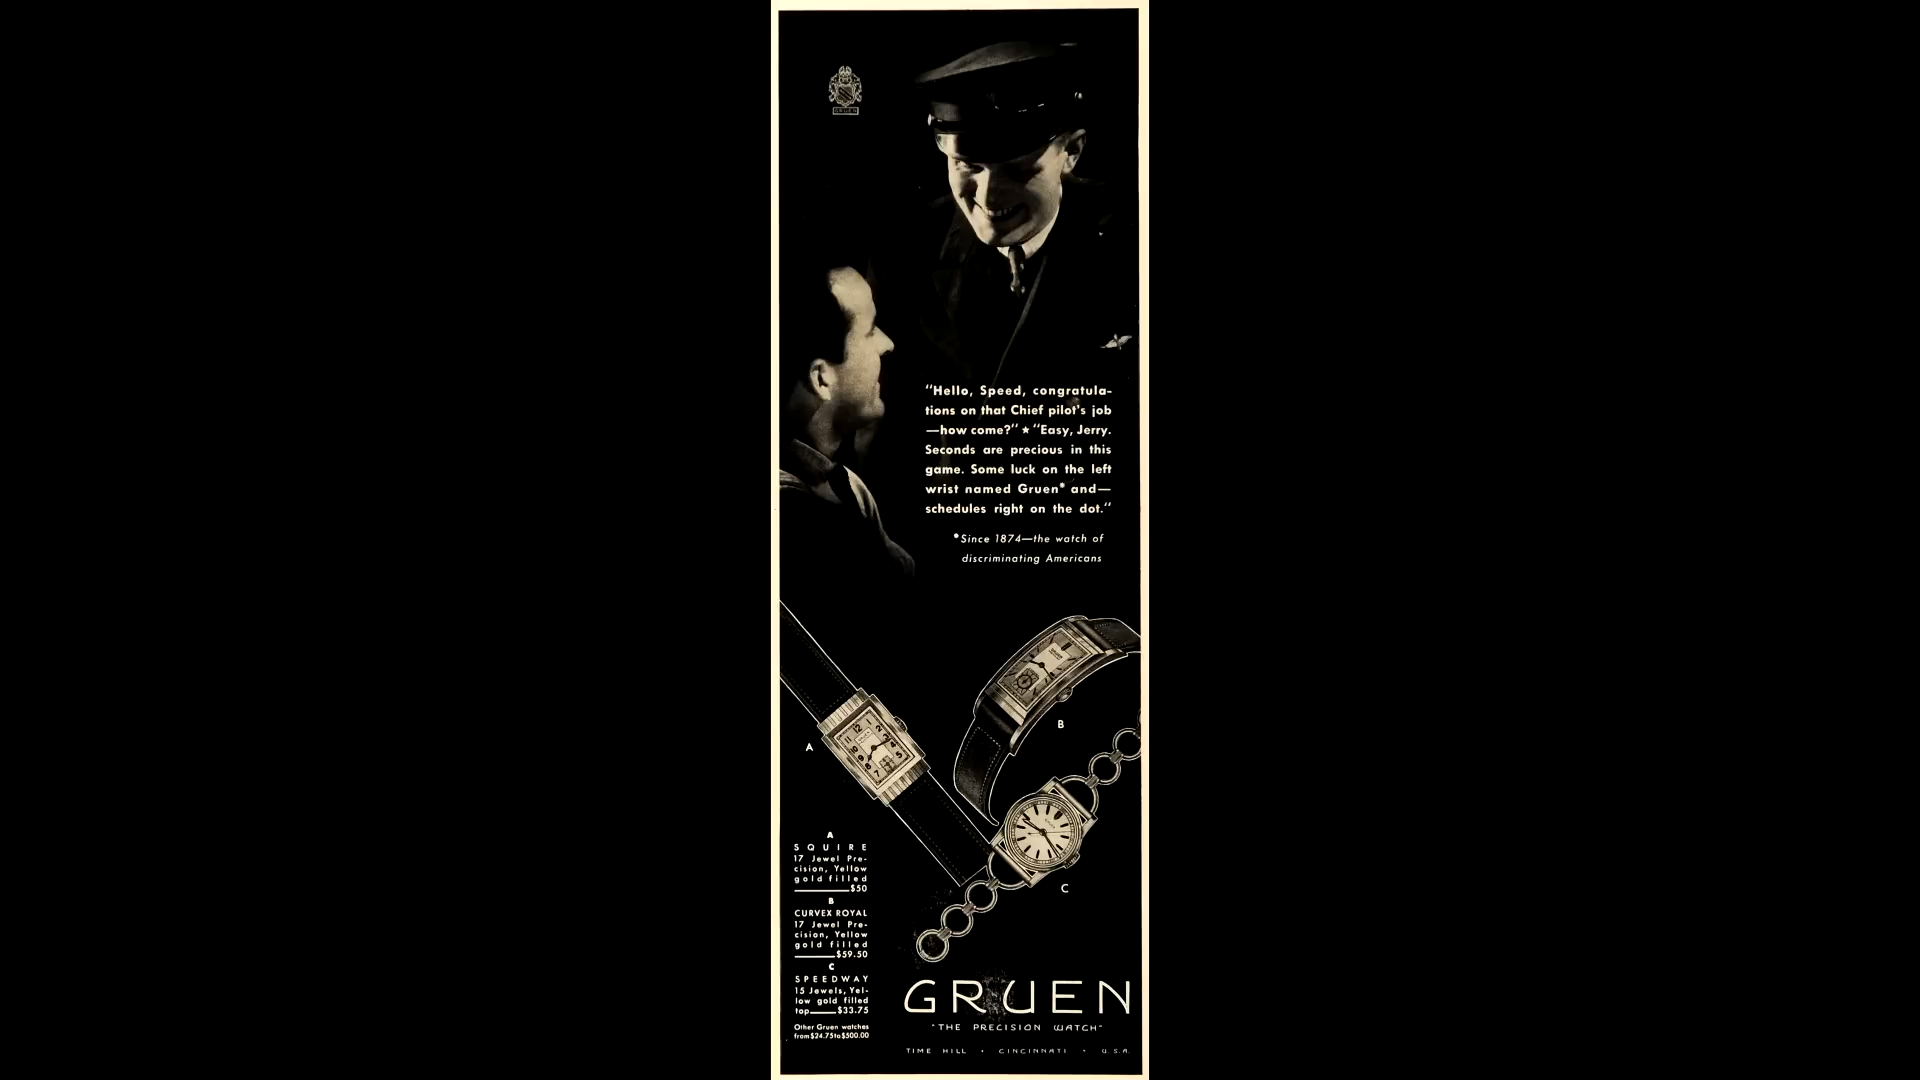 GRUEN
"Hello, Speed, congratula-
tions on that Chief pilot's job
—how come?" ★ "Easy, Jerry.
Seconds are precious in this
game. Some luck on the left
wrist named Gruen* and—
schedules right on the dot."
*Since 1874—the watch of
discriminating Americans
A
B
C
A
SQUIRE
17 Jewel Pre-
cision, Yellow
gold filled
$50
B
CURVEX ROYAL
17 Jewel Pre-
cision, Yellow
gold filled
$59.50
C
SPEEDWAY
15 Jewels, Yel-
low gold filled
top $33.75
Other Gruen watches
from $24.75 to $500.00
GRUEN
"THE PRECISION WATCH"
TIME HILL • CINCINNATI • U.S.A.